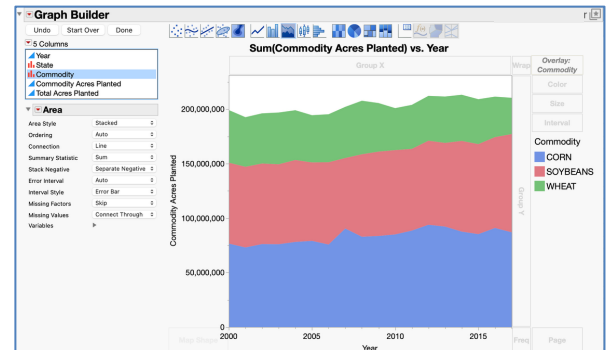 Graph Builder
Undo Start Over Done
5 Columns
Year
State
Commodity
Commodity Acres Planted
Total Acres Planted
Area
Area Style Stacked
Ordering Auto
Connection Line
Summary Statistic Sum
Stack Negative Separate Negative
Error Interval Auto
Interval Style Error Bar
Missing Factors Skip
Missing Values Connect Through
Variables
Sum(Commodity Acres Planted) vs. Year
Group X
Wrap
Overlay:
Commodity
Color
Size
Interval
Commodity
CORN
SOYBEANS
WHEAT
Group Y
Commodity Acres Planted
200,000,000
150,000,000
100,000,000
50,000,000
0
2000 2005 2010 2015
Map Shape
Year
Freq
Page